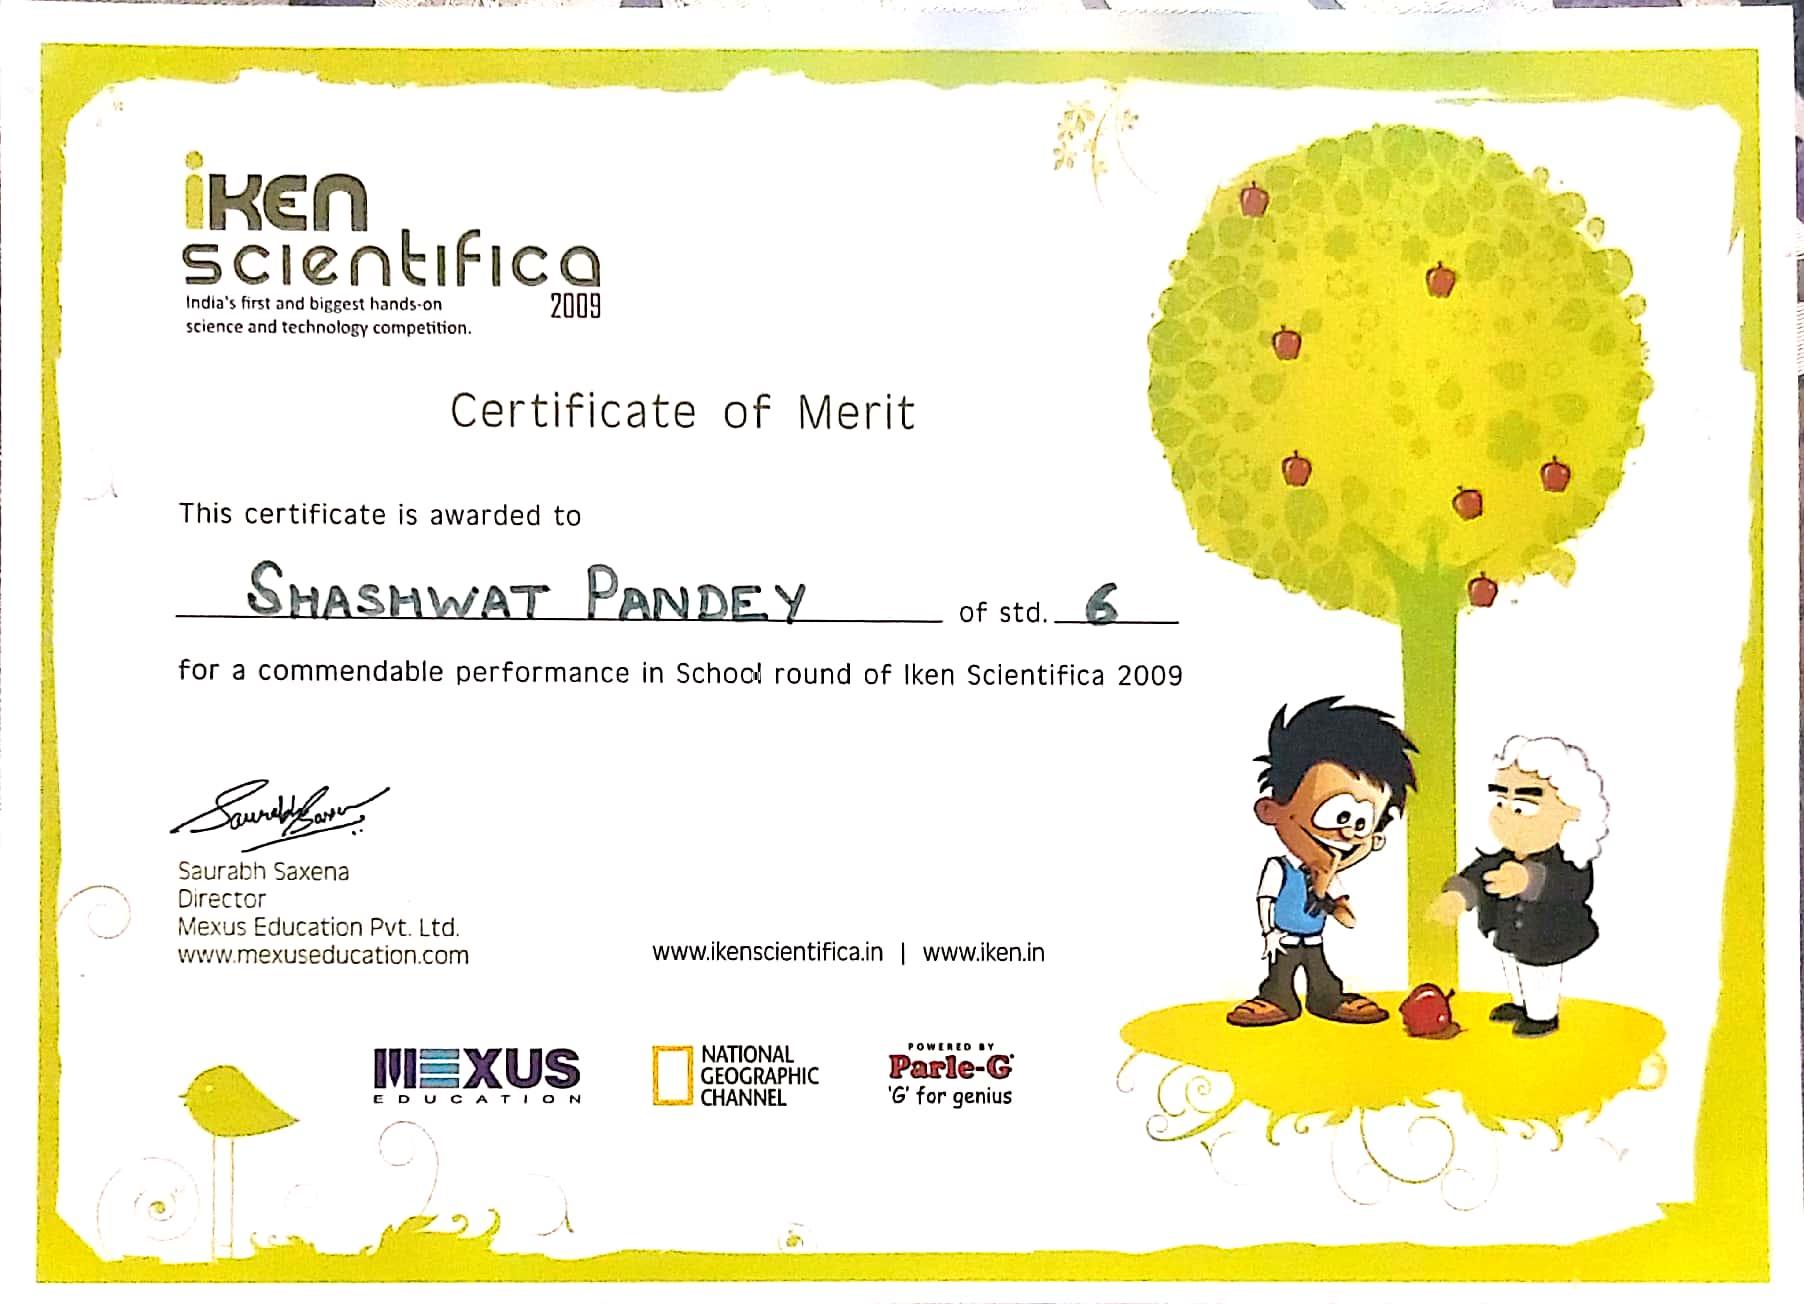 iken
scientifica
2009
India's first and biggest hands-on
science and technology competition.
Certificate of Merit
This certificate is awarded to
SHASHWAT PANDEY of std. 6
for a commendable performance in School round of Iken Scientifica 2009
Saurabh Saxena
Saurabh Saxena
Director
Mexus Education Pvt. Ltd.
www.mexuseducation.com
www.ikenscientifica.in | www.iken.in
MEXUS
EDUCATION
NATIONAL
GEOGRAPHIC
CHANNEL
POWERED BY
Parle-G
'G' for genius